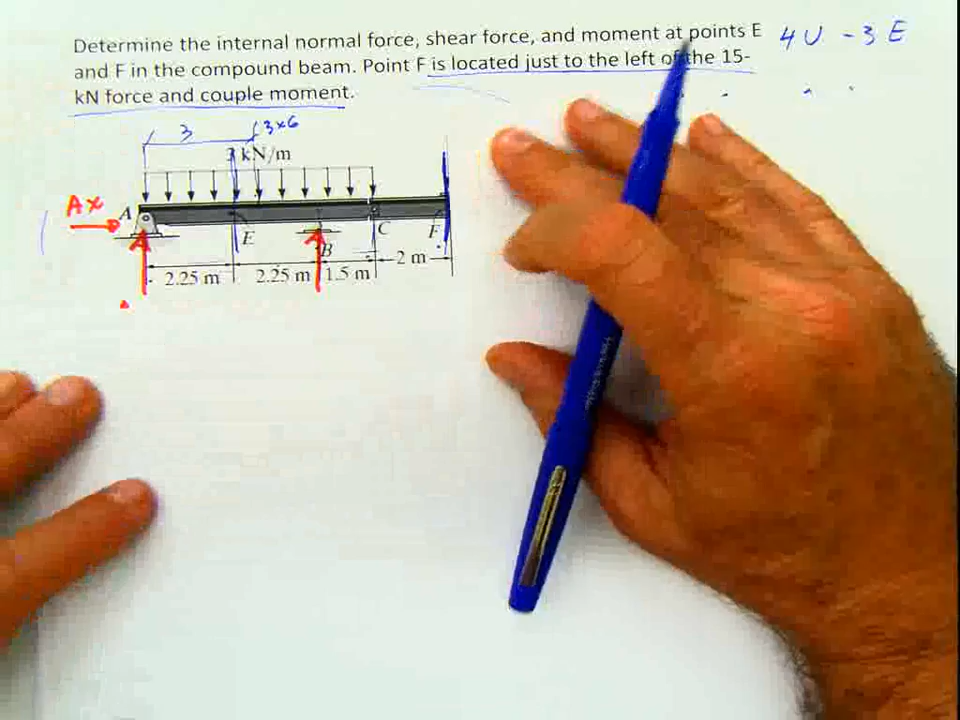 Determine the internal normal force, shear force, and moment at points E
4U - 3E
and F in the compound beam. Point F is located just to the left of the 15-
kN force and couple moment.
3
3x6
3 kN/m
Ax
A
E
B
C
F
2.25 m
2.25 m
1.5 m
2 m